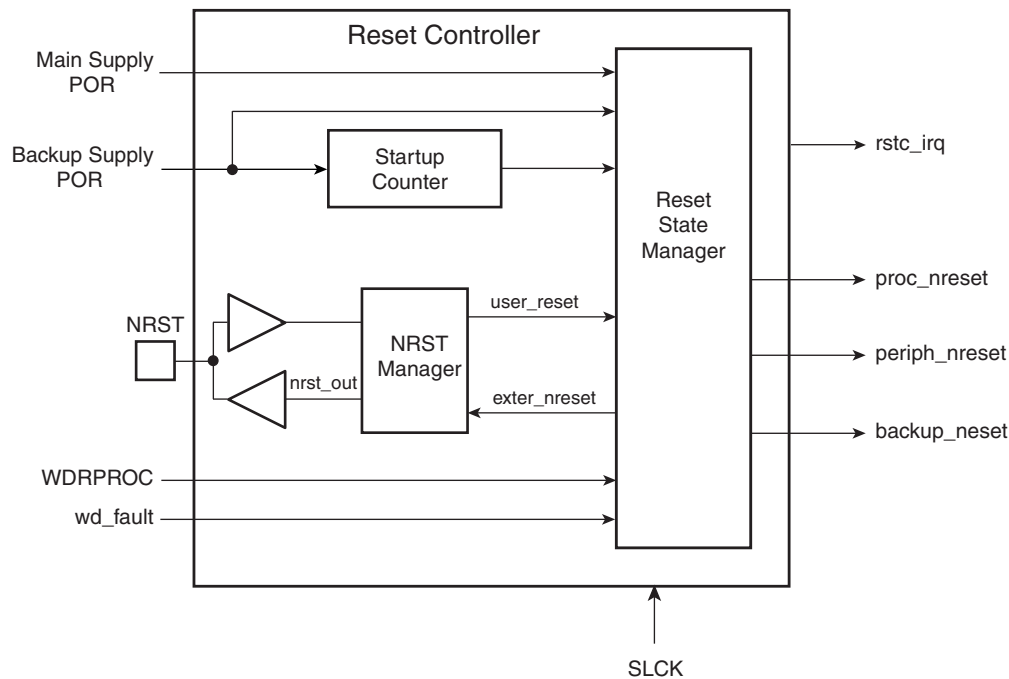 Reset Controller
Main Supply
POR
Backup Supply
POR
Startup
Counter
Reset
State
Manager
rstc_irq
proc_nreset
periph_nreset
backup_neset
NRST
user_reset
NRST
Manager
nrst_out
exter_nreset
WDRPROC
wd_fault
SLCK